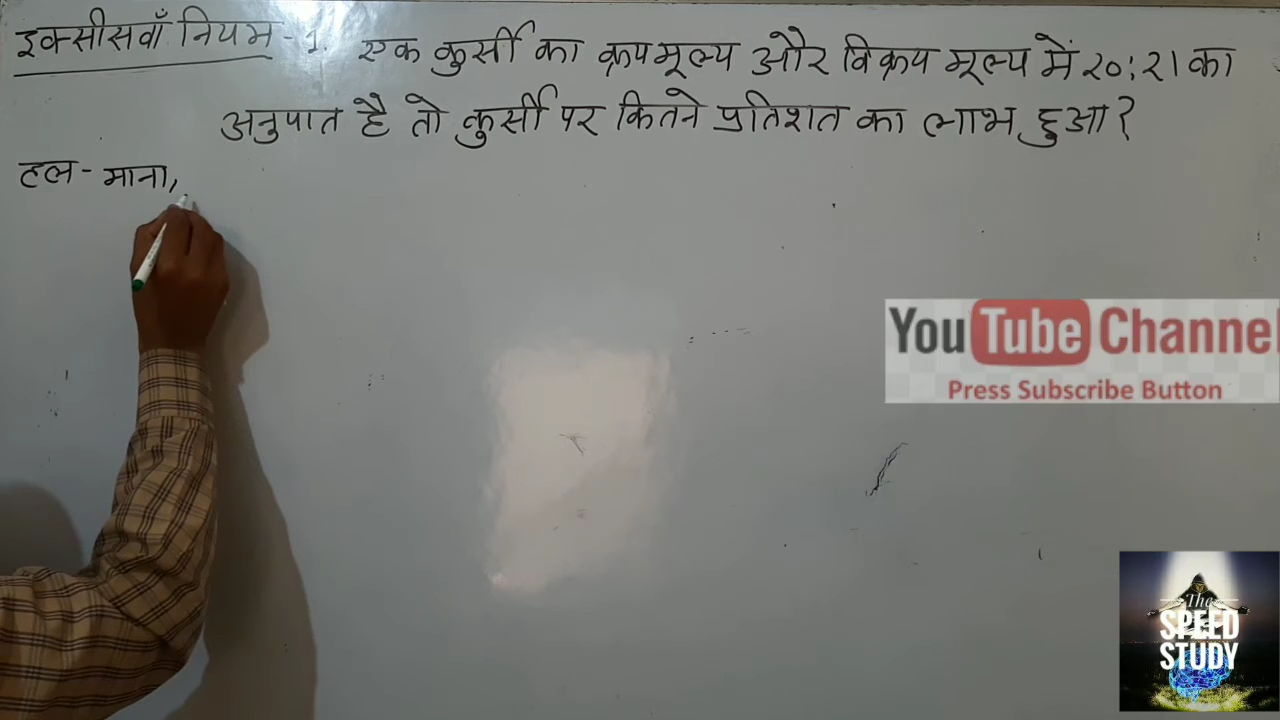 इक्सीसवाँ नियम - 1. एक कुर्सी का क्रयमूल्य और विक्रय मूल्य में २०:२१ का
अनुपात है तो कुर्सी पर कितने प्रतिशत का लाभ हुआ?
हल - माना,
YouTube Channel
Press Subscribe Button
The
SPEED
STUDY